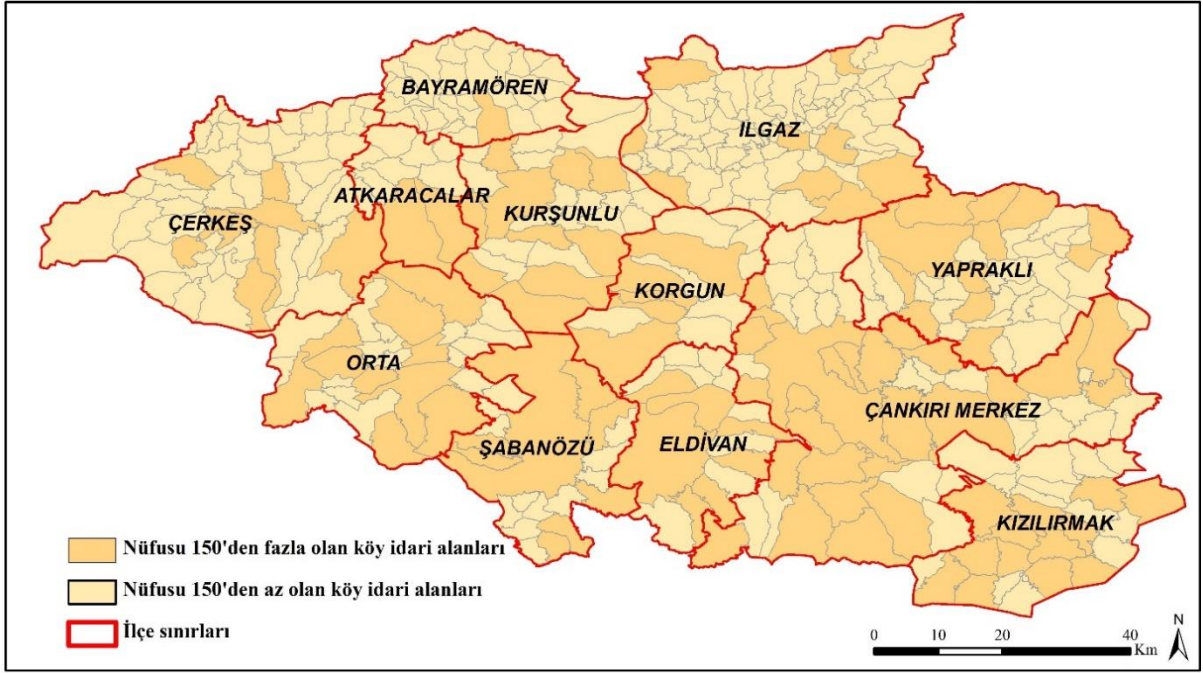 BAYRAMÖREN
ILGAZ
ATKARACALAR
ÇERKEŞ
KURŞUNLU
YAPRAKLI
KORGUN
ORTA
ÇANKIRI MERKEZ
ŞABANÖZÜ
ELDİVAN
KIZILIRMAK
Nüfusu 150'den fazla olan köy idari alanları
Nüfusu 150'den az olan köy idari alanları
İlçe sınırları
0 10 20 40
Km
N